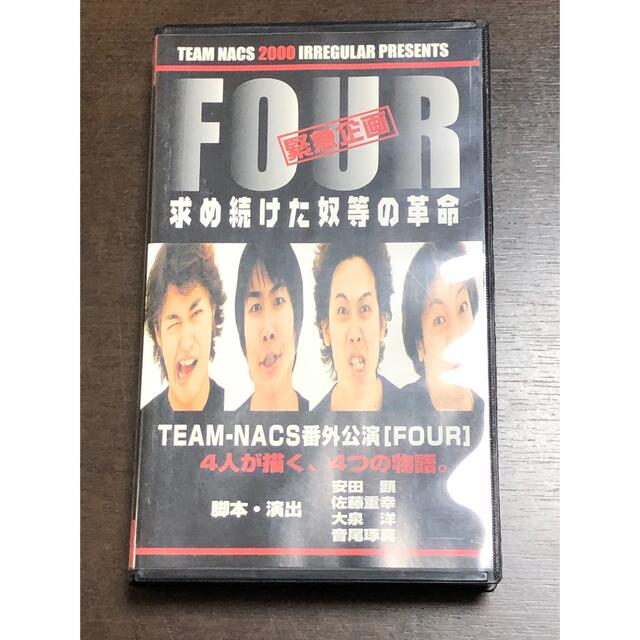 TEAM NACS 2000 IRREGULAR PRESENTS
FOUR
緊急企画
求め続けた奴等の革命
TEAM-NACS番外公演[FOUR]
4人が描く、4つの物語。
脚本・演出
安田 顕
佐藤重幸
大泉 洋
音尾琢真